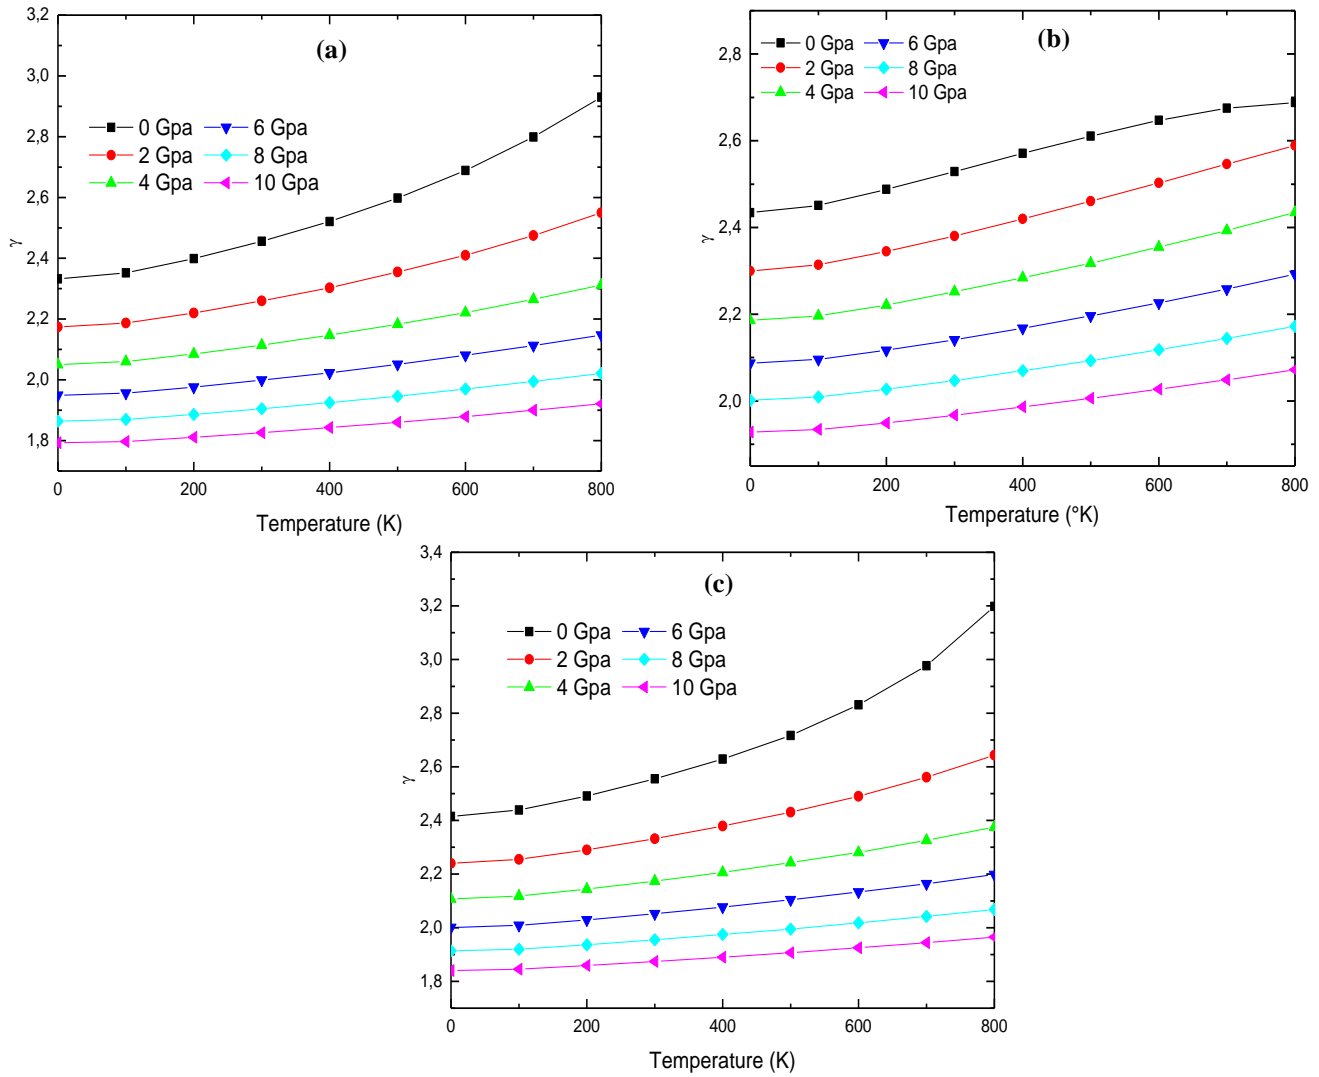 (a)
3,2
3,0
2,8
2,6
2,4
2,2
2,0
1,8
γ
0 Gpa 6 Gpa
2 Gpa 8 Gpa
4 Gpa 10 Gpa
0 200 400 600 800
Temperature (K)
(b)
2,8
2,6
2,4
2,2
2,0
γ
0 Gpa 6 Gpa
2 Gpa 8 Gpa
4 Gpa 10 Gpa
0 200 400 600 800
Temperature (°K)
(c)
3,4
3,2
3,0
2,8
2,6
2,4
2,2
2,0
1,8
γ
0 Gpa 6 Gpa
2 Gpa 8 Gpa
4 Gpa 10 Gpa
0 200 400 600 800
Temperature (K)